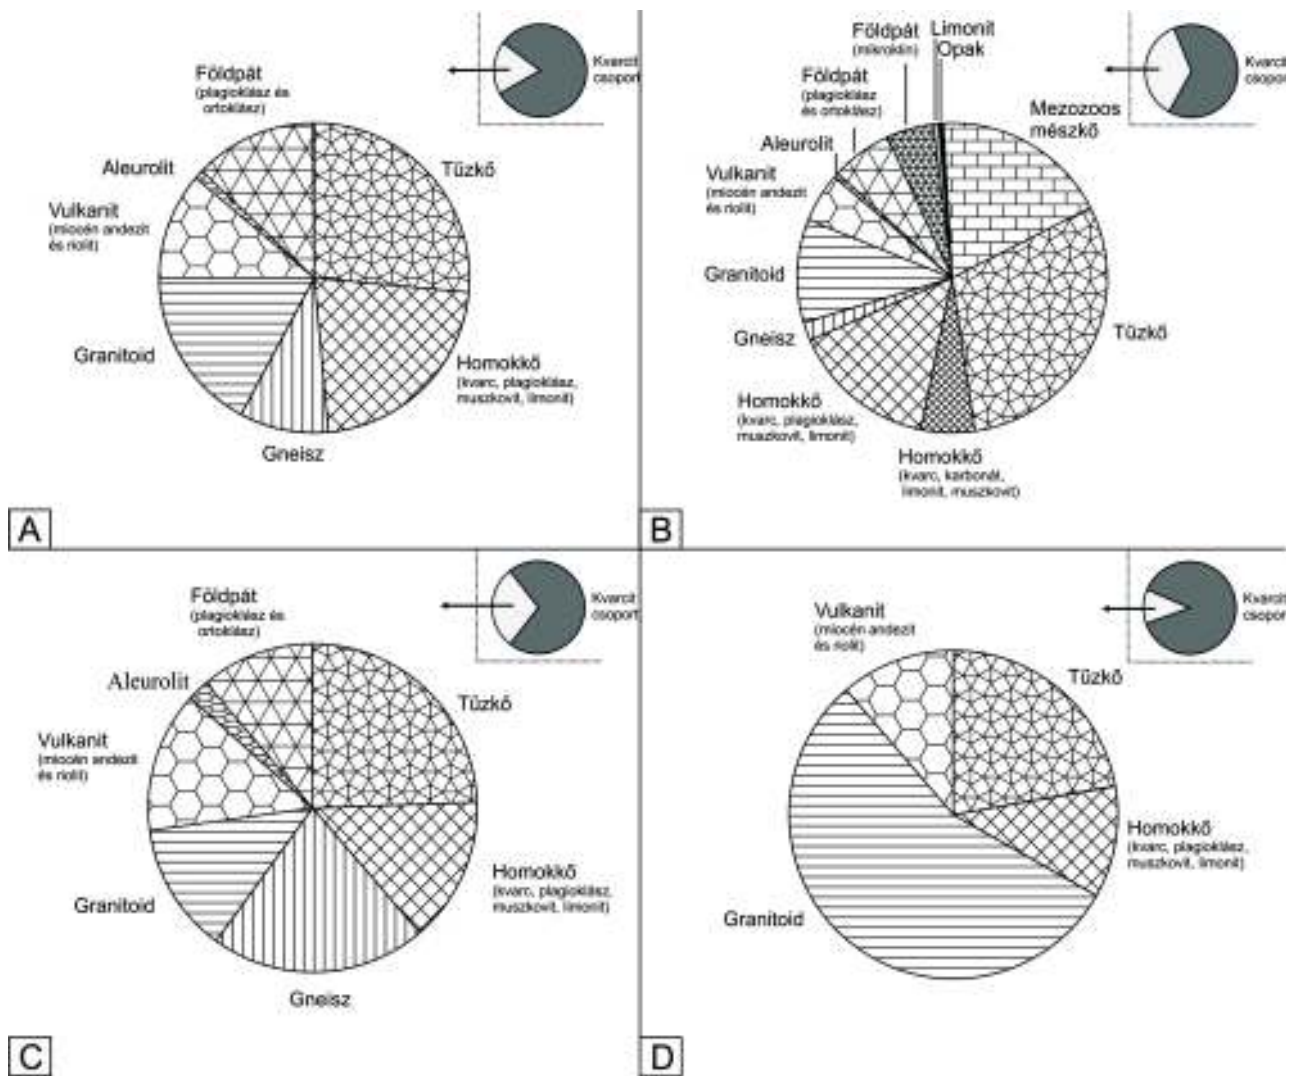 Kvarcit
csoport
Földpát
(plagioklász és
ortoklász)
Aleurolit
Tűzkő
Vulkanit
(miocén andezit
és riolit)
Granitoid
Homokkő
(kvarc, plagioklász,
muszkovit, limonit)
Gneisz
A
Földpát
(mikroklin)
Limonit
Opak
Kvarcit
csopor
Földpát
(plagioklász
és ortoklász)
Mezozoos
mészkő
Aleurolit
Vulkanit
(miocén andezit
és riolit)
Granitoid
Gneisz
Tűzkő
Homokkő
(kvarc, plagioklász,
muszkovit, limonit)
Homokkő
(kvarc, karbonát,
limonit, muszkovit)
B
Kvarcit
csoport
Földpát
(plagioklász és
ortoklász)
Aleurolit
Tűzkő
Vulkanit
(miocén andezit
és riolit)
Granitoid
Homokkő
(kvarc, plagioklász,
muszkovit, limonit)
Gneisz
C
Kvarcit
csopor
Vulkanit
(miocén andezit
és riolit)
Tűzkő
Homokkő
(kvarc, plagioklász,
muszkovit, limonit)
Granitoid
D